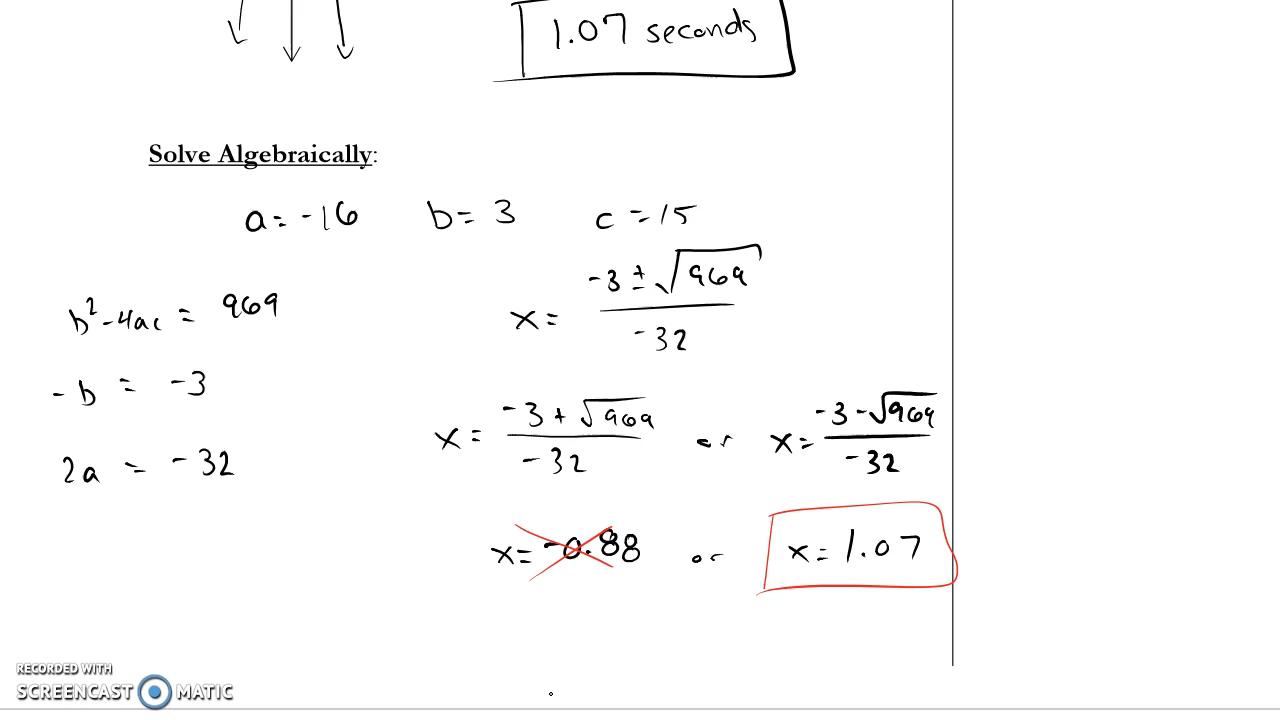 1.07 seconds
Solve Algebraically:
a = -16 b = 3 c = 15
b² - 4ac = 969
x = (-3 ± √969) / -32
-b = -3
x = (-3 + √969) / -32 or x = (-3 - √969) / -32
2a = -32
x = -0.88 or x = 1.07
RECORDED WITH
SCREENCAST MATIC